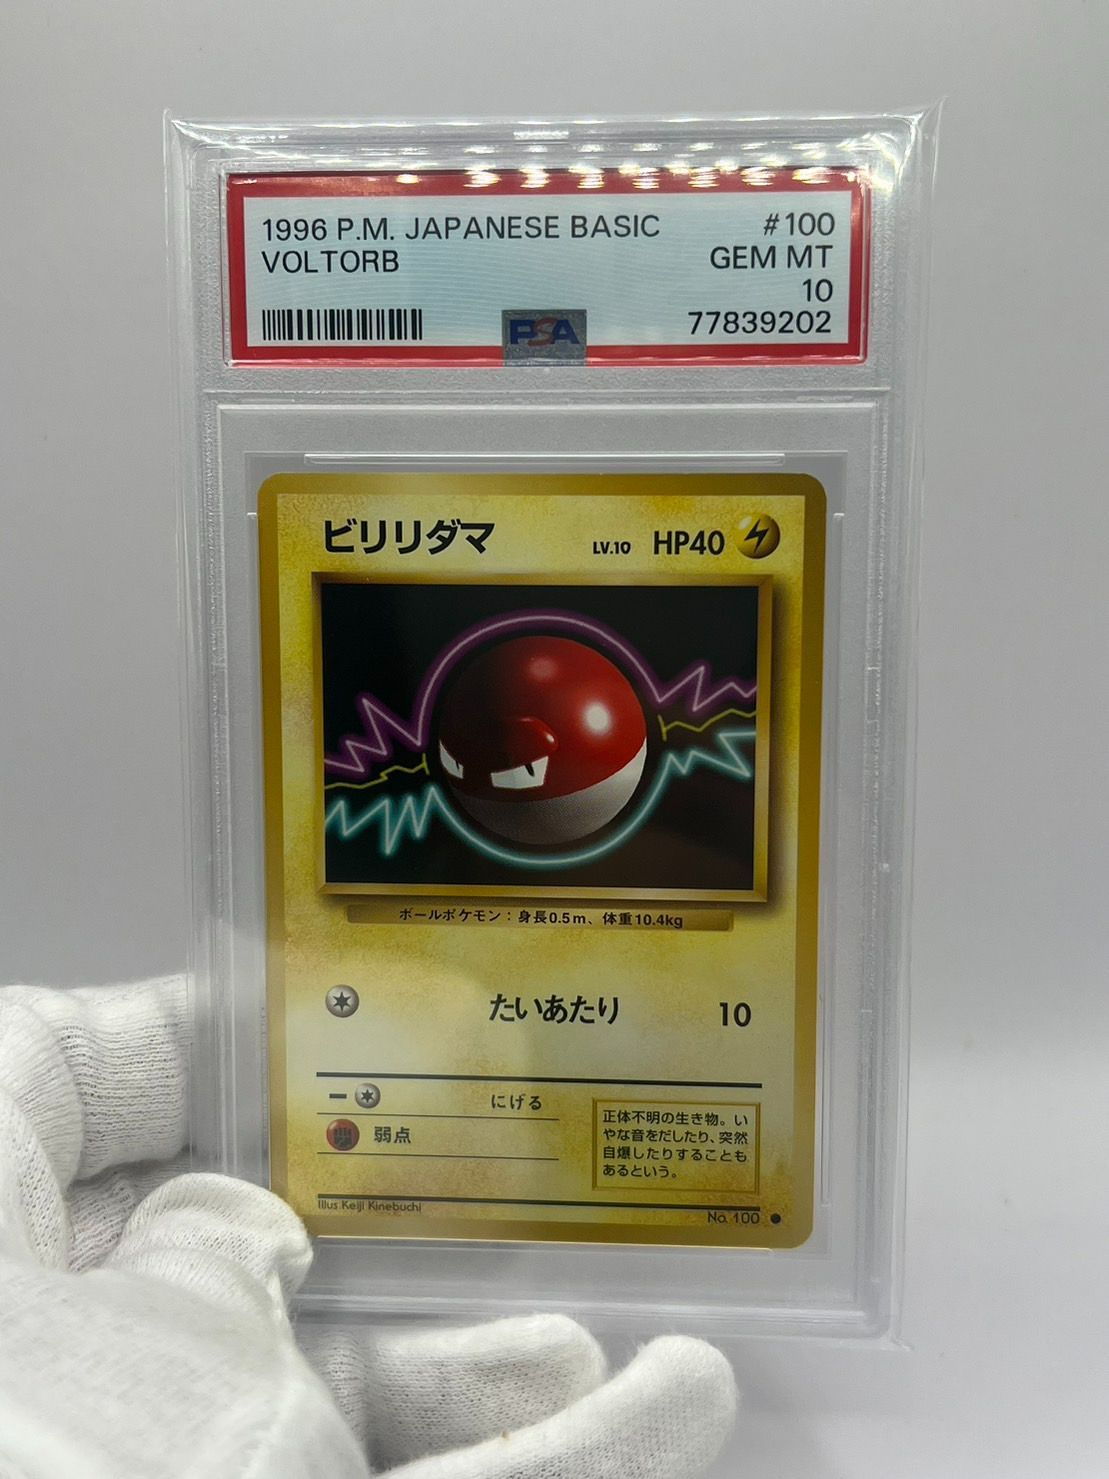 1996 P.M. JAPANESE BASIC #100
VOLTORB GEM MT
10
PSA 77839202
ビリリダマ LV.10 HP40
ボールポケモン：身長0.5m、体重10.4kg
たいあたり 10
− にげる
弱点
正体不明の生き物。い
やな音をだしたり、突然
自爆したりすることも
あるという。
Illus. Keiji Kinebuchi
No. 100 ●